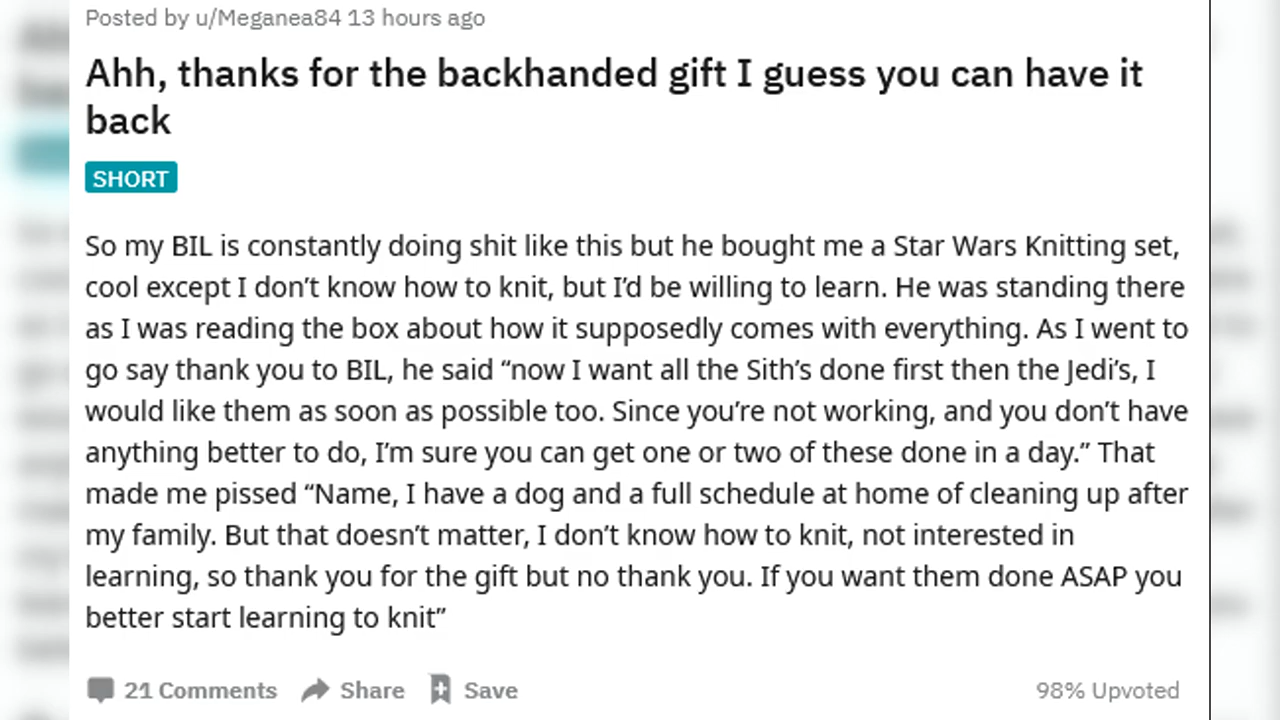 Posted by u/Meganea84 13 hours ago
Ahh, thanks for the backhanded gift I guess you can have it
back
SHORT
So my BIL is constantly doing shit like this but he bought me a Star Wars Knitting set,
cool except I don’t know how to knit, but I’d be willing to learn. He was standing there
as I was reading the box about how it supposedly comes with everything. As I went to
go say thank you to BIL, he said “now I want all the Sith’s done first then the Jedi’s, I
would like them as soon as possible too. Since you’re not working, and you don’t have
anything better to do, I’m sure you can get one or two of these done in a day.” That
made me pissed “Name, I have a dog and a full schedule at home of cleaning up after
my family. But that doesn’t matter, I don’t know how to knit, not interested in
learning, so thank you for the gift but no thank you. If you want them done ASAP you
better start learning to knit”
21 Comments Share Save 98% Upvoted